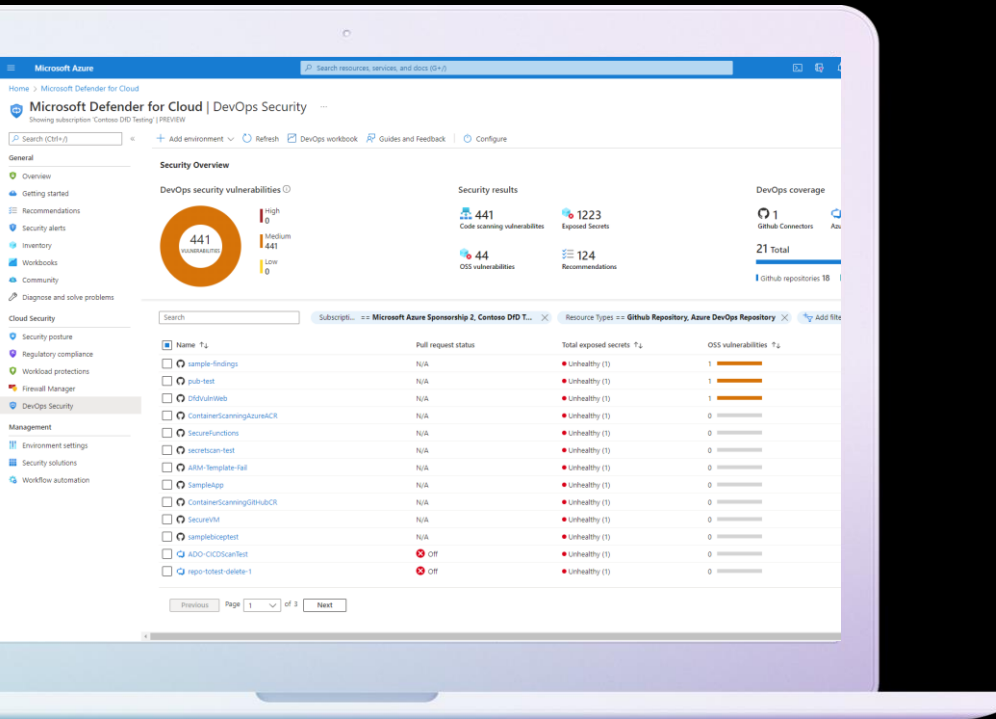 Microsoft Azure
Search resources, services, and docs (G+/)
Home > Microsoft Defender for Cloud
Microsoft Defender for Cloud | DevOps Security ...
Showing subscription 'Contoso DfD Testing' | PREVIEW
Search (Ctrl+/) «
+ Add environment Refresh DevOps workbook Guides and Feedback Configure
General
Overview
Getting started
Recommendations
Security alerts
Inventory
Workbooks
Community
Diagnose and solve problems
Cloud Security
Security posture
Regulatory compliance
Workload protections
Firewall Manager
DevOps Security
Management
Environment settings
Security solutions
Workflow automation
Security Overview
DevOps security vulnerabilities
441
VULNERABILITIES
High
0
Medium
441
Low
0
Security results
441
Code scanning vulnerabilities
1223
Exposed Secrets
44
OSS vulnerabilities
124
Recommendations
DevOps coverage
1
Github Connectors
21 Total
Github repositories 18
Search
Subscripti... == Microsoft Azure Sponsorship 2, Contoso DfD T... ×
Resource Types == Github Repository, Azure DevOps Repository ×
Name ↑↓ Pull request status Total exposed secrets ↑↓ OSS vulnerabilities ↑↓
sample-findings N/A Unhealthy (1) 1
pub-test N/A Unhealthy (1) 1
DfdVulnWeb N/A Unhealthy (1) 1
ContainerScanningAzureACR N/A Unhealthy (1) 0
SecureFunctions N/A Unhealthy (1) 0
secretscan-test N/A Unhealthy (1) 0
ARM-Template-Fail N/A Unhealthy (1) 0
SampleApp N/A Unhealthy (1) 0
ContainerScanningGitHubCR N/A Unhealthy (1) 0
SecureVM N/A Unhealthy (1) 0
samplebiceptest N/A Unhealthy (1) 0
ADO-CICDScanTest Off Unhealthy (1) 0
repo-totest-delete-1 Off Unhealthy (1) 0
Previous Page 1 of 3 Next